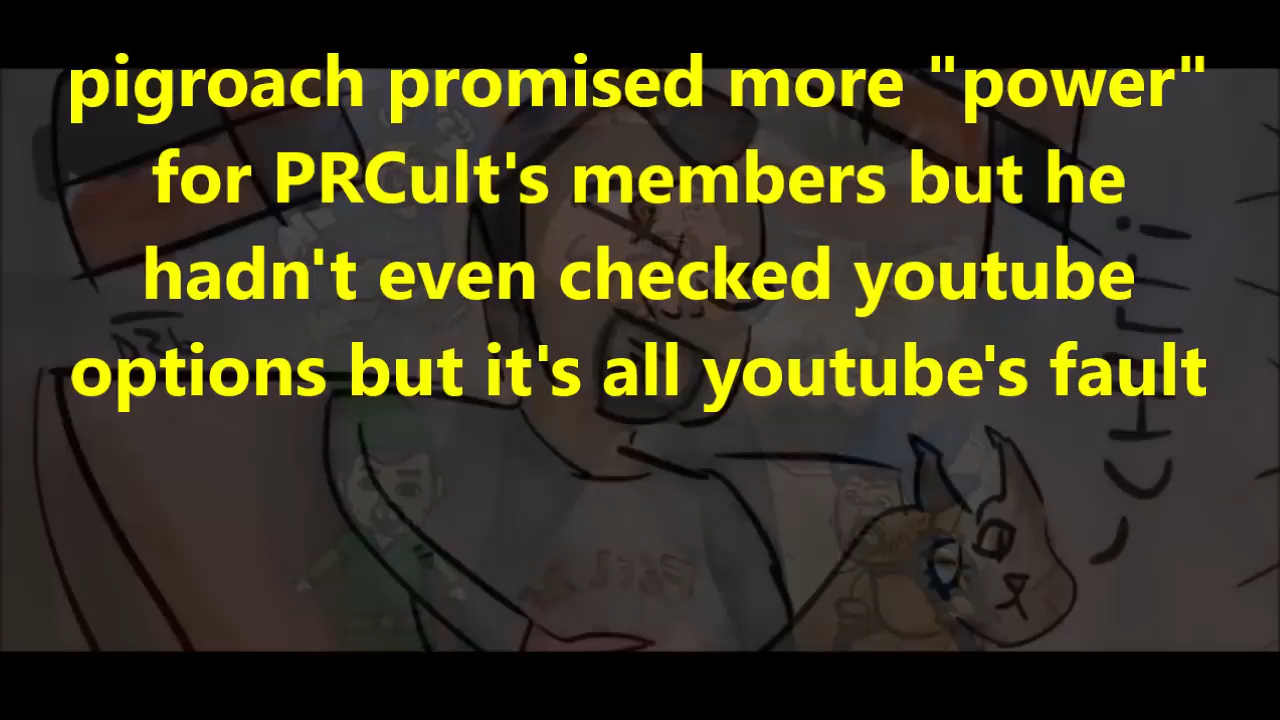 pigroach promised more "power"
for PRCult's members but he
hadn't even checked youtube
options but it's all youtube's fault